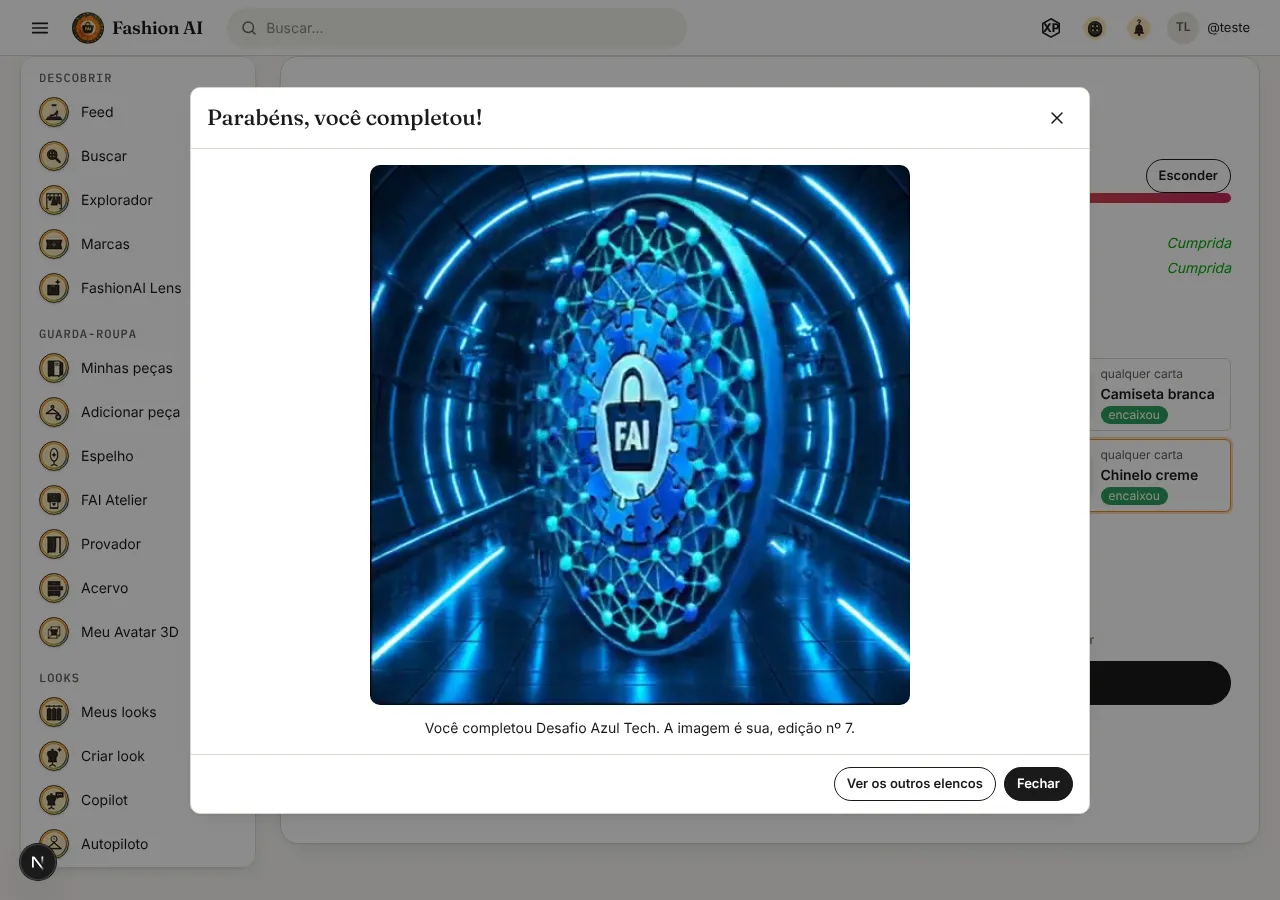 Fashion AI
Buscar...
XP
TL
@teste
DESCOBRIR
Feed
Buscar
Explorador
Marcas
FashionAI Lens
GUARDA-ROUPA
Minhas peças
Adicionar peça
Espelho
FAI Atelier
Provador
Acervo
Meu Avatar 3D
LOOKS
Meus looks
Criar look
Copilot
Autopiloto
N
Parabéns, você completou!
FAI
Você completou Desafio Azul Tech. A imagem é sua, edição nº 7.
Ver os outros elencos
Fechar
Esconder
Cumprida
Cumprida
qualquer carta
Camiseta branca
encaixou
qualquer carta
Chinelo creme
encaixou